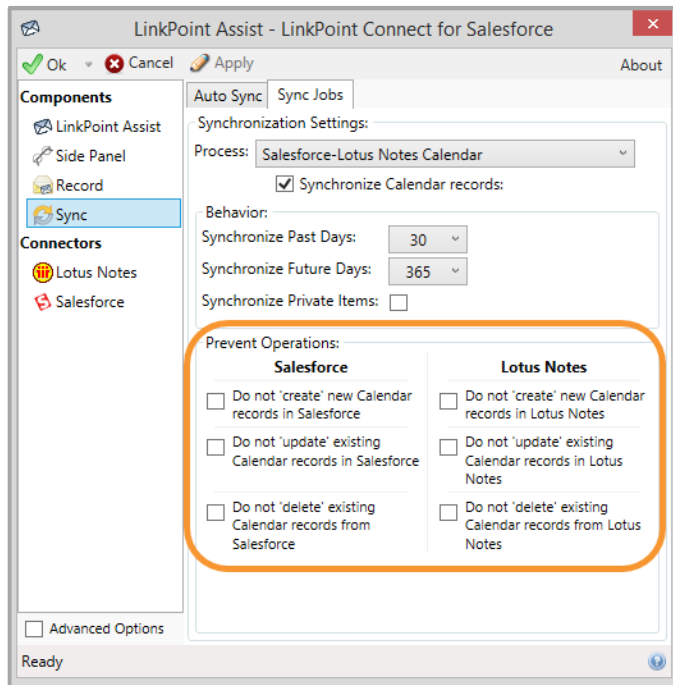 LinkPoint Assist - LinkPoint Connect for Salesforce
Ok Cancel Apply About
Components
LinkPoint Assist
Side Panel
Record
Sync
Connectors
Lotus Notes
Salesforce
Auto Sync Sync Jobs
Synchronization Settings:
Process: Salesforce-Lotus Notes Calendar
Synchronize Calendar records:
Behavior:
Synchronize Past Days: 30
Synchronize Future Days: 365
Synchronize Private Items:
Prevent Operations:
Salesforce
Do not 'create' new Calendar
records in Salesforce
Do not 'update' existing
Calendar records in Salesforce
Do not 'delete' existing
Calendar records from
Salesforce
Lotus Notes
Do not 'create' new Calendar
records in Lotus Notes
Do not 'update' existing
Calendar records in Lotus
Notes
Do not 'delete' existing
Calendar records from Lotus
Notes
Advanced Options
Ready